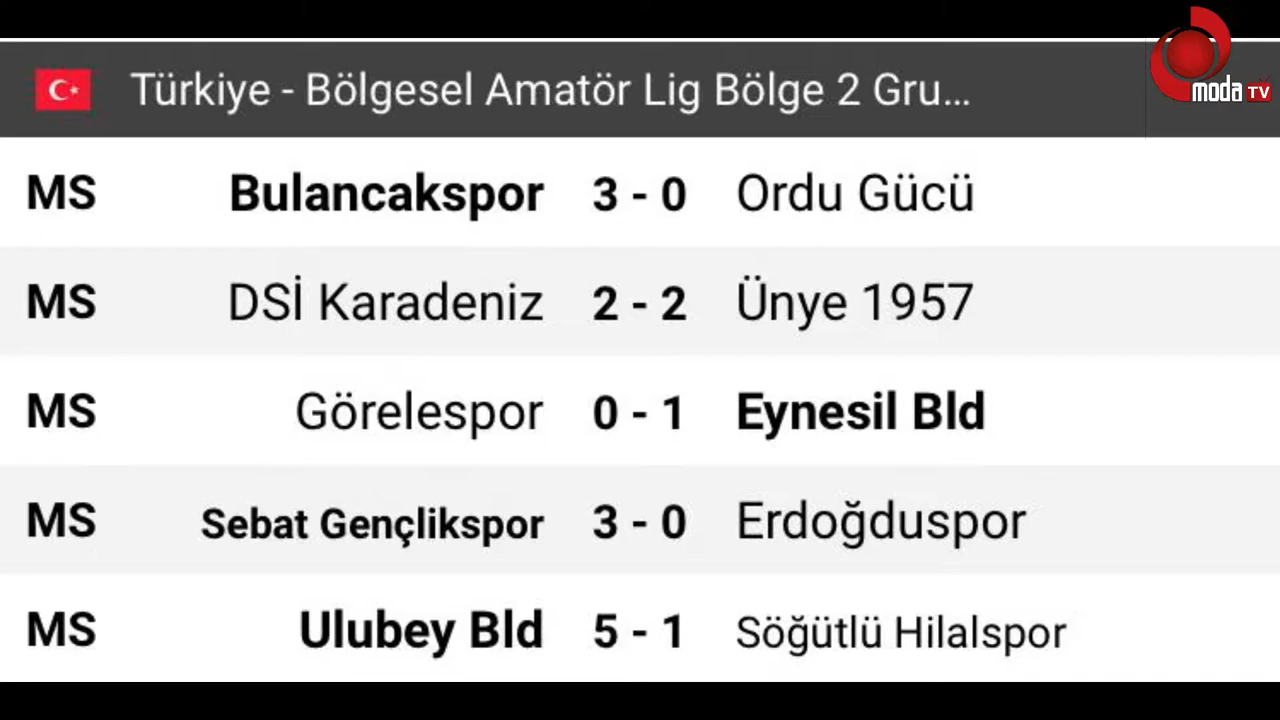 Türkiye - Bölgesel Amatör Lig Bölge 2 Gru...
moda TV
MS Bulancakspor 3 - 0 Ordu Gücü
MS DSİ Karadeniz 2 - 2 Ünye 1957
MS Görelespor 0 - 1 Eynesil Bld
MS Sebat Gençlikspor 3 - 0 Erdoğduspor
MS Ulubey Bld 5 - 1 Söğütlü Hilalspor